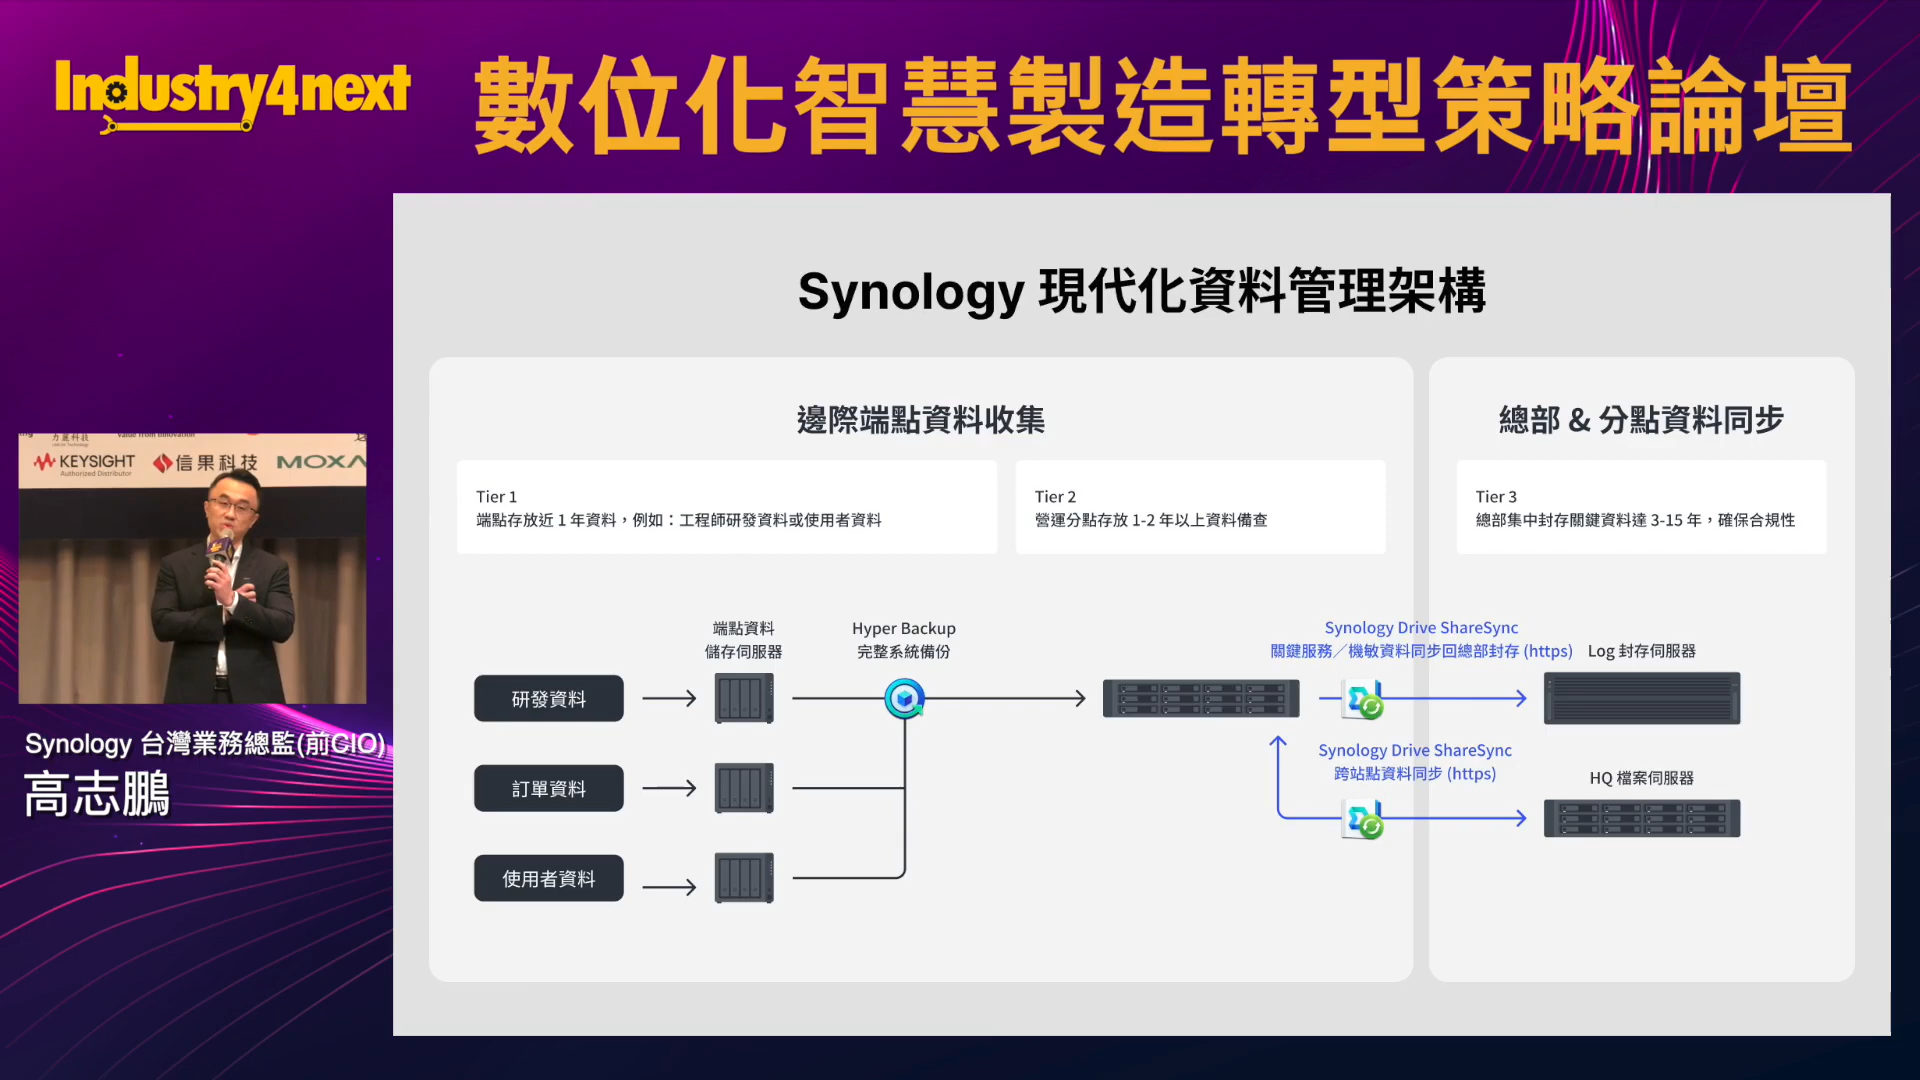 Industry4next
數位化智慧製造轉型策略論壇
Synology 現代化資料管理架構
邊際端點資料收集
總部 & 分點資料同步
Tier 1
端點存放近 1 年資料，例如：工程師研發資料或使用者資料
Tier 2
營運分點存放 1-2 年以上資料備查
Tier 3
總部集中封存關鍵資料達 3-15 年，確保合規性
端點資料
儲存伺服器
Hyper Backup
完整系統備份
Synology Drive ShareSync
關鍵服務／機敏資料同步回總部封存 (https)
Log 封存伺服器
研發資料
Synology Drive ShareSync
跨站點資料同步 (https)
HQ 檔案伺服器
訂單資料
使用者資料
力麗科技
Value from Innovation
KEYSIGHT
Authorized Distributor
信果科技
MOXA
Synology 台灣業務總監(前CIO)
高志鵬